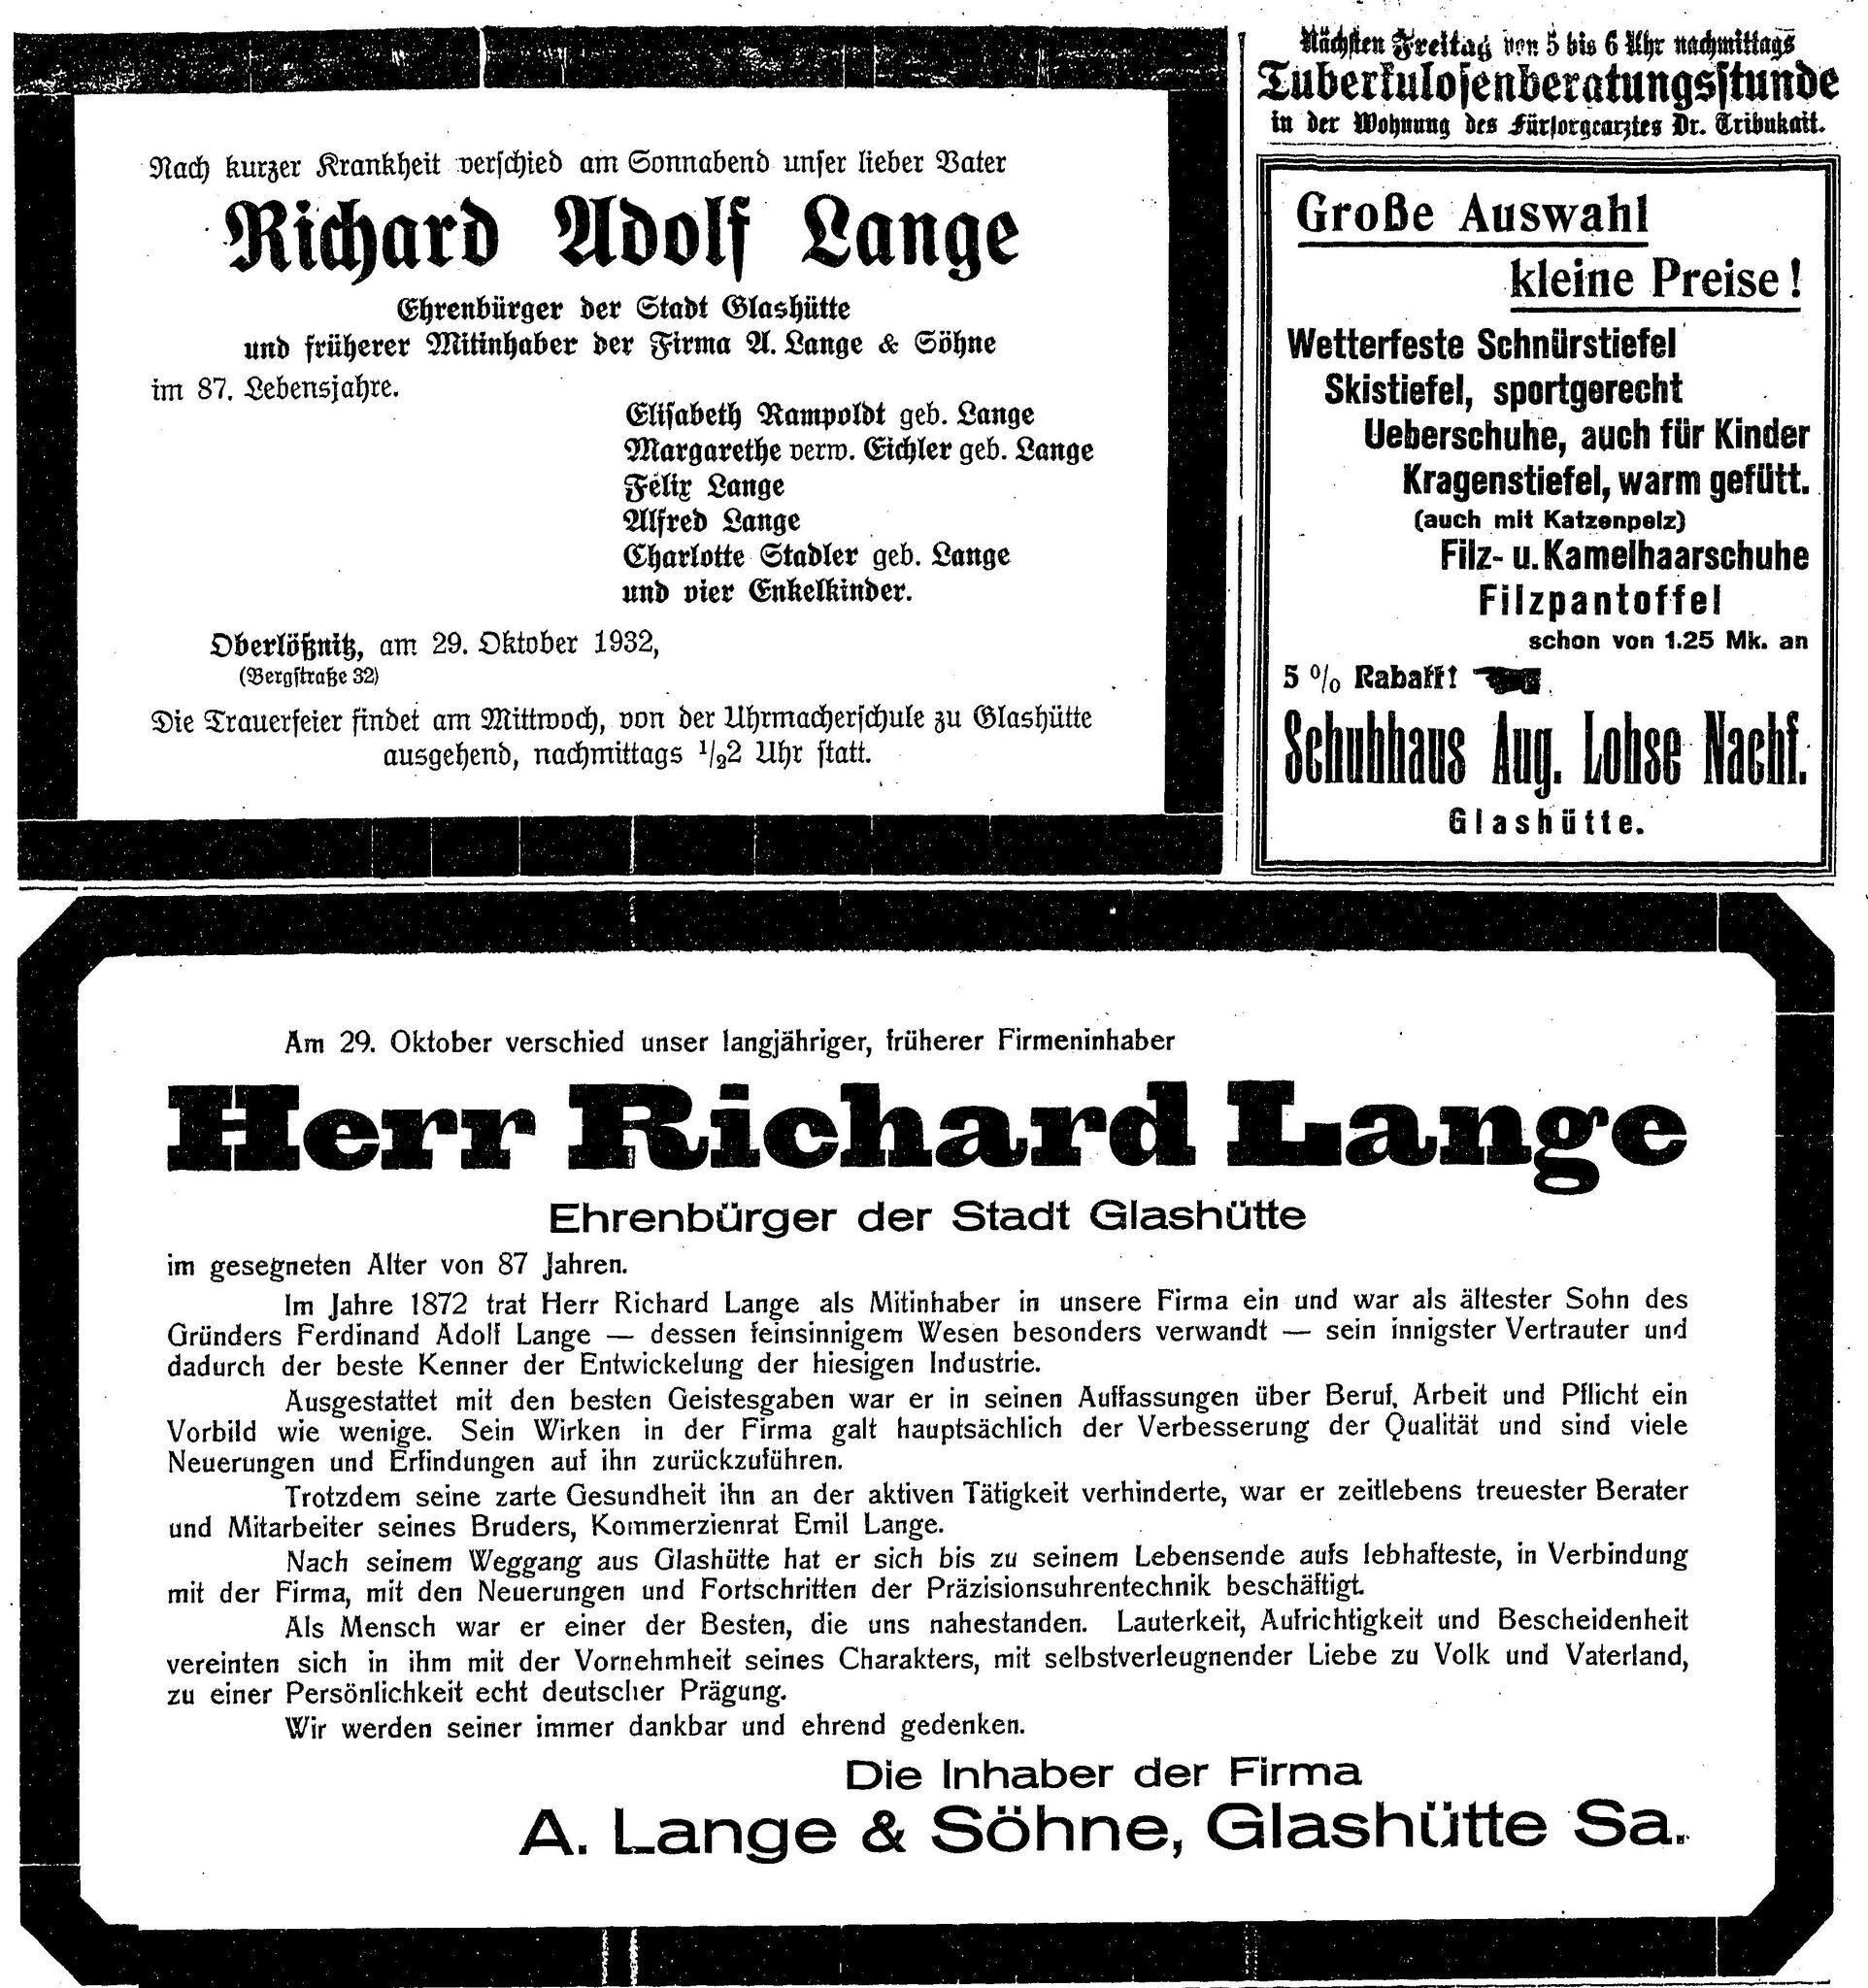 Nach kurzer Krankheit verschied am Sonnabend unser lieber Vater
Richard Adolf Lange
Ehrenbürger der Stadt Glashütte
und früherer Mitinhaber der Firma A. Lange & Söhne
im 87. Lebensjahre.
Elisabeth Rampoldt geb. Lange
Margarethe verw. Eichler geb. Lange
Felix Lange
Alfred Lange
Charlotte Stadler geb. Lange
und vier Enkelkinder.
Oberlößnitz, am 29. Oktober 1932,
(Bergstraße 32)
Die Trauerfeier findet am Mittwoch, von der Uhrmacherschule zu Glashütte
ausgehend, nachmittags 1/2 2 Uhr statt.
Nächsten Freitag von 5 bis 6 Uhr nachmittags
Tuberkulosenberatungsstunde
in der Wohnung des Fürsorgearztes Dr. Tribukait.
Große Auswahl
kleine Preise!
Wetterfeste Schnürstiefel
Skistiefel, sportgerecht
Ueberschuhe, auch für Kinder
Kragenstiefel, warm gefütt.
(auch mit Katzenpelz)
Filz- u. Kamelhaarschuhe
Filzpantoffel
schon von 1.25 Mk. an
5 % Rabatt!
Schuhhaus Aug. Lohse Nachf.
Glashütte.
Am 29. Oktober verschied unser langjähriger, früherer Firmeninhaber
Herr Richard Lange
Ehrenbürger der Stadt Glashütte
im gesegneten Alter von 87 Jahren.
Im Jahre 1872 trat Herr Richard Lange als Mitinhaber in unsere Firma ein und war als ältester Sohn des
Gründers Ferdinand Adolf Lange — dessen feinsinnigem Wesen besonders verwandt — sein innigster Vertrauter und
dadurch der beste Kenner der Entwickelung der hiesigen Industrie.
Ausgestattet mit den besten Geistesgaben war er in seinen Auffassungen über Beruf, Arbeit und Pflicht ein
Vorbild wie wenige. Sein Wirken in der Firma galt hauptsächlich der Verbesserung der Qualität und sind viele
Neuerungen und Erfindungen auf ihn zurückzuführen.
Trotzdem seine zarte Gesundheit ihn an der aktiven Tätigkeit verhinderte, war er zeitlebens treuester Berater
und Mitarbeiter seines Bruders, Kommerzienrat Emil Lange.
Nach seinem Weggang aus Glashütte hat er sich bis zu seinem Lebensende aufs lebhafteste, in Verbindung
mit der Firma, mit den Neuerungen und Fortschritten der Präzisionsuhrentechnik beschäftigt.
Als Mensch war er einer der Besten, die uns nahestanden. Lauterkeit, Aufrichtigkeit und Bescheidenheit
vereinten sich in ihm mit der Vornehmheit seines Charakters, mit selbstverleugnender Liebe zu Volk und Vaterland,
zu einer Persönlichkeit echt deutscher Prägung.
Wir werden seiner immer dankbar und ehrend gedenken.
Die Inhaber der Firma
A. Lange & Söhne, Glashütte Sa.